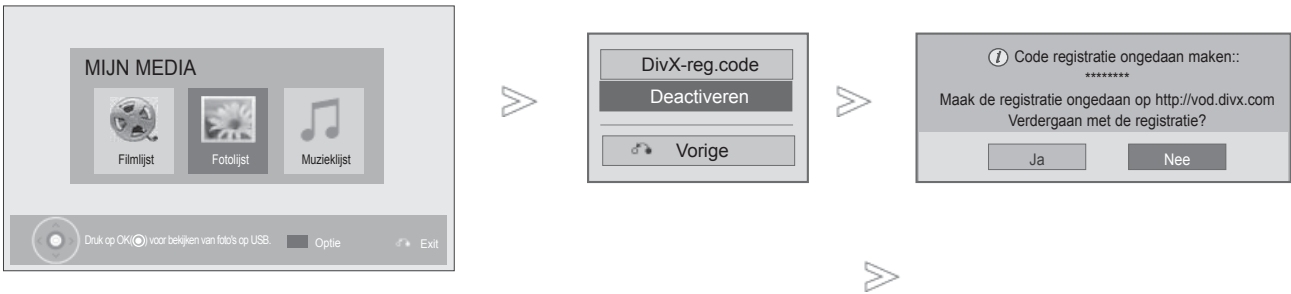 MIJN MEDIA
Filmlijst
Fotolijst
Muzieklijst
Druk op OK(◉) voor bekijken van foto's op USB.
Optie
Exit
DivX-reg.code
Deactiveren
Vorige
Code registratie ongedaan maken::
********
Maak de registratie ongedaan op http://vod.divx.com
Verdergaan met de registratie?
Ja
Nee